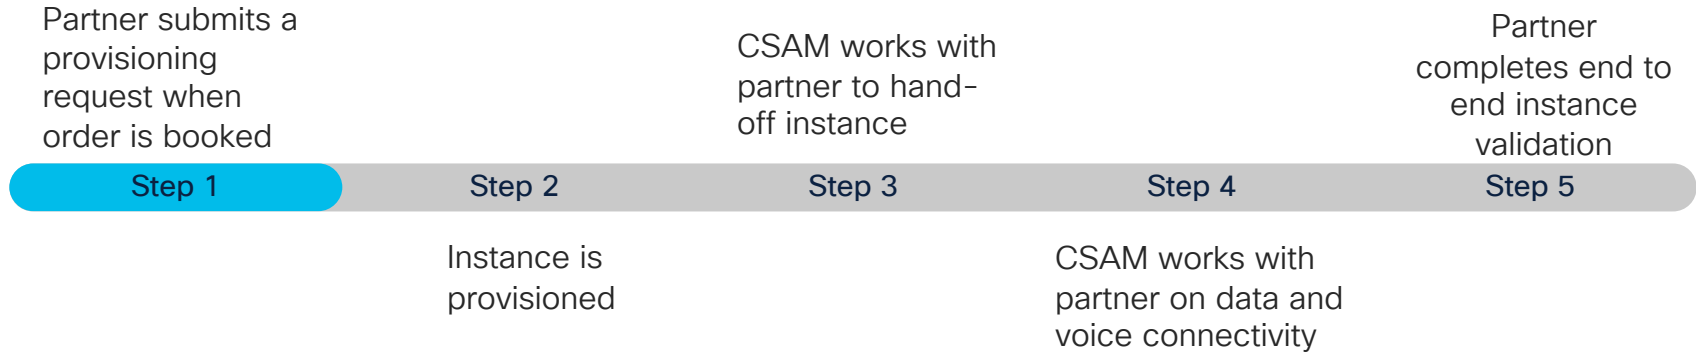 Partner submits a
provisioning
request when
order is booked
CSAM works with
partner to hand-
off instance
Partner
completes end to
end instance
validation
Step 1
Step 2
Step 3
Step 4
Step 5
Instance is
provisioned
CSAM works with
partner on data and
voice connectivity